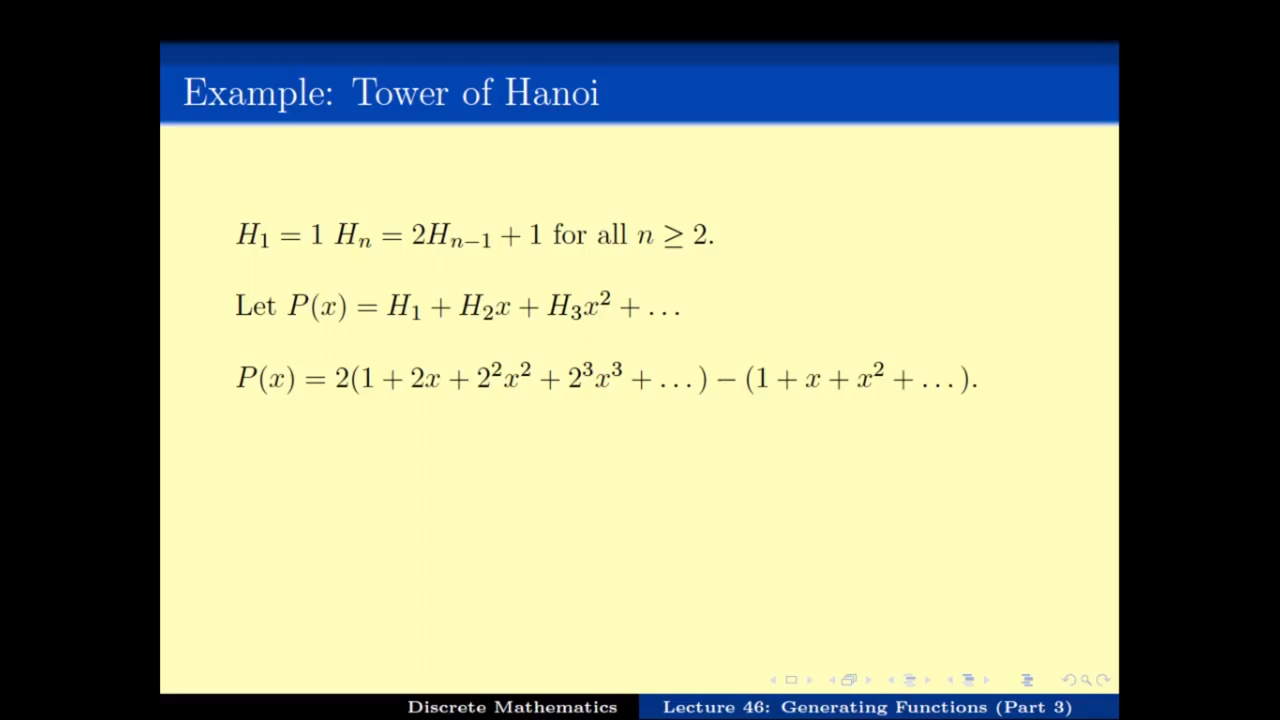 Example: Tower of Hanoi
H₁ = 1 Hₙ = 2Hₙ₋₁ + 1 for all n ≥ 2.
Let P(x) = H₁ + H₂x + H₃x² + ...
P(x) = 2(1 + 2x + 2²x² + 2³x³ + ...) − (1 + x + x² + ...).
Discrete Mathematics
Lecture 46: Generating Functions (Part 3)